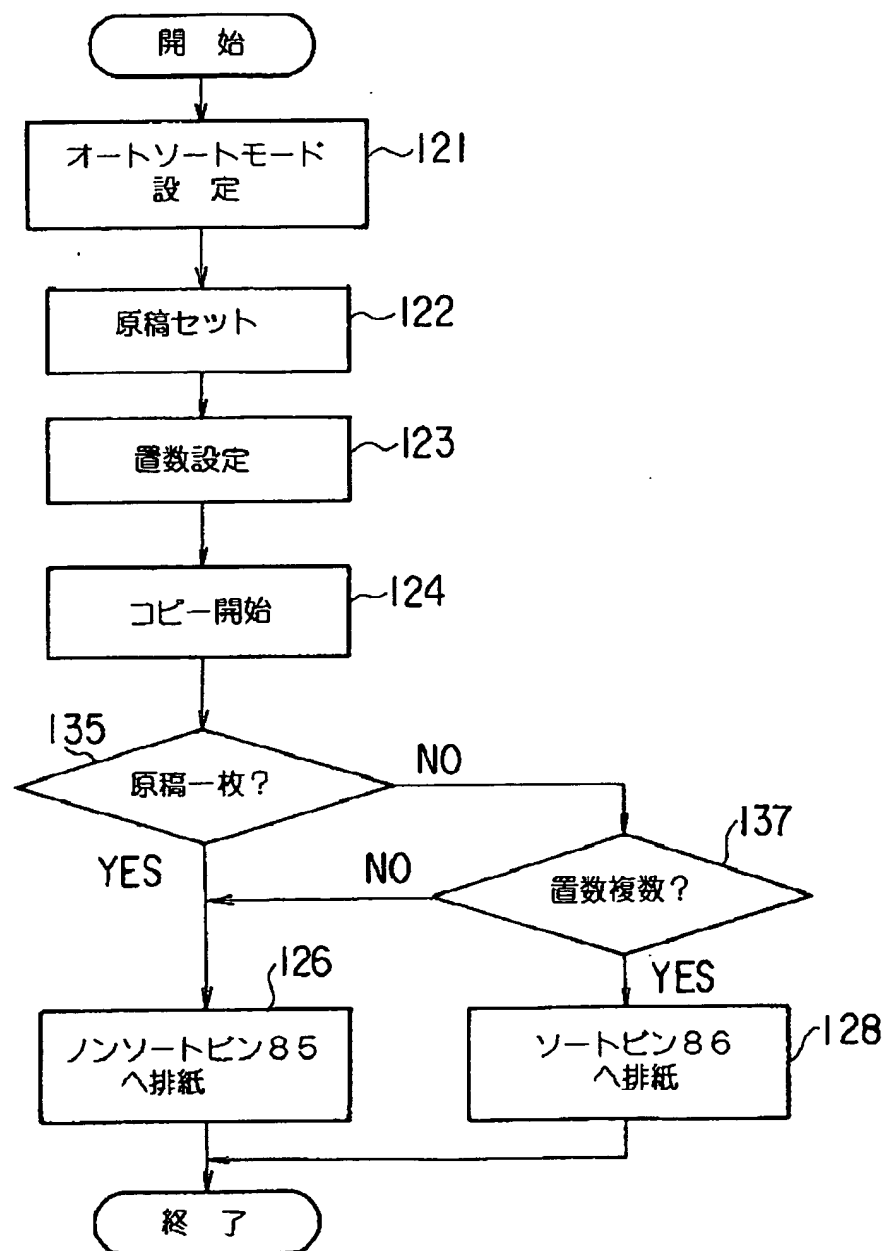 開 始
オートソートモード
設 定
121
原稿セット
122
置数設定
123
コピー開始
124
135
原稿一枚?
NO
137
YES
NO
置数複数?
126
YES
ノンソートビン85
へ排紙
ソートビン86
へ排紙
128
終 了